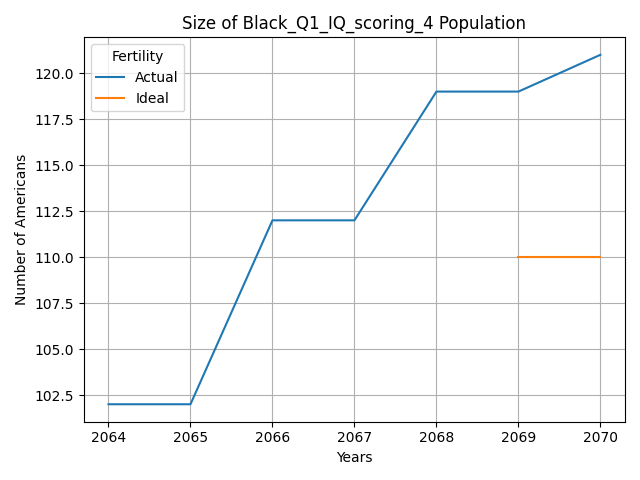 Size of Black_Q1_IQ_scoring_4 Population
Fertility
Actual
Ideal
Number of Americans
120.0
117.5
115.0
112.5
110.0
107.5
105.0
102.5
2064 2065 2066 2067 2068 2069 2070
Years